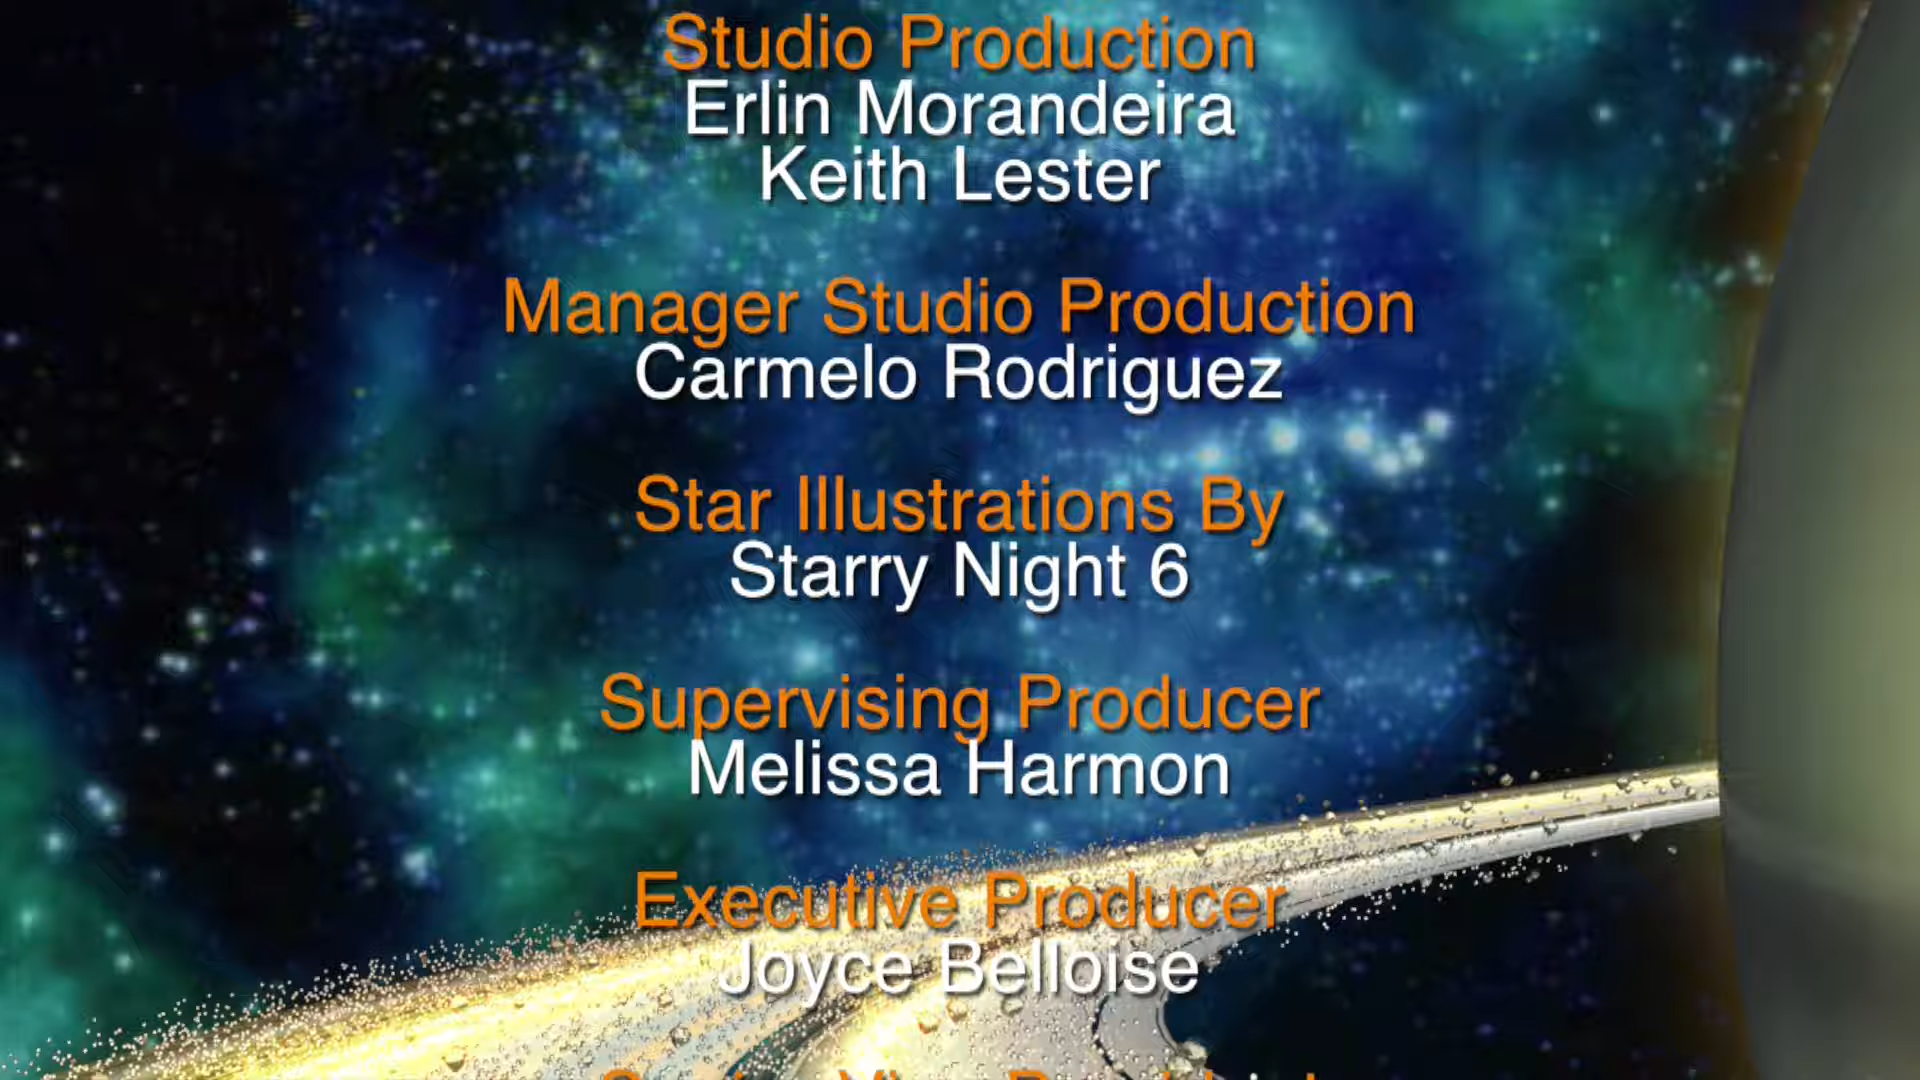 Studio Production
Erlin Morandeira
Keith Lester
Manager Studio Production
Carmelo Rodriguez
Star Illustrations By
Starry Night 6
Supervising Producer
Melissa Harmon
Executive Producer
Joyce Belloise